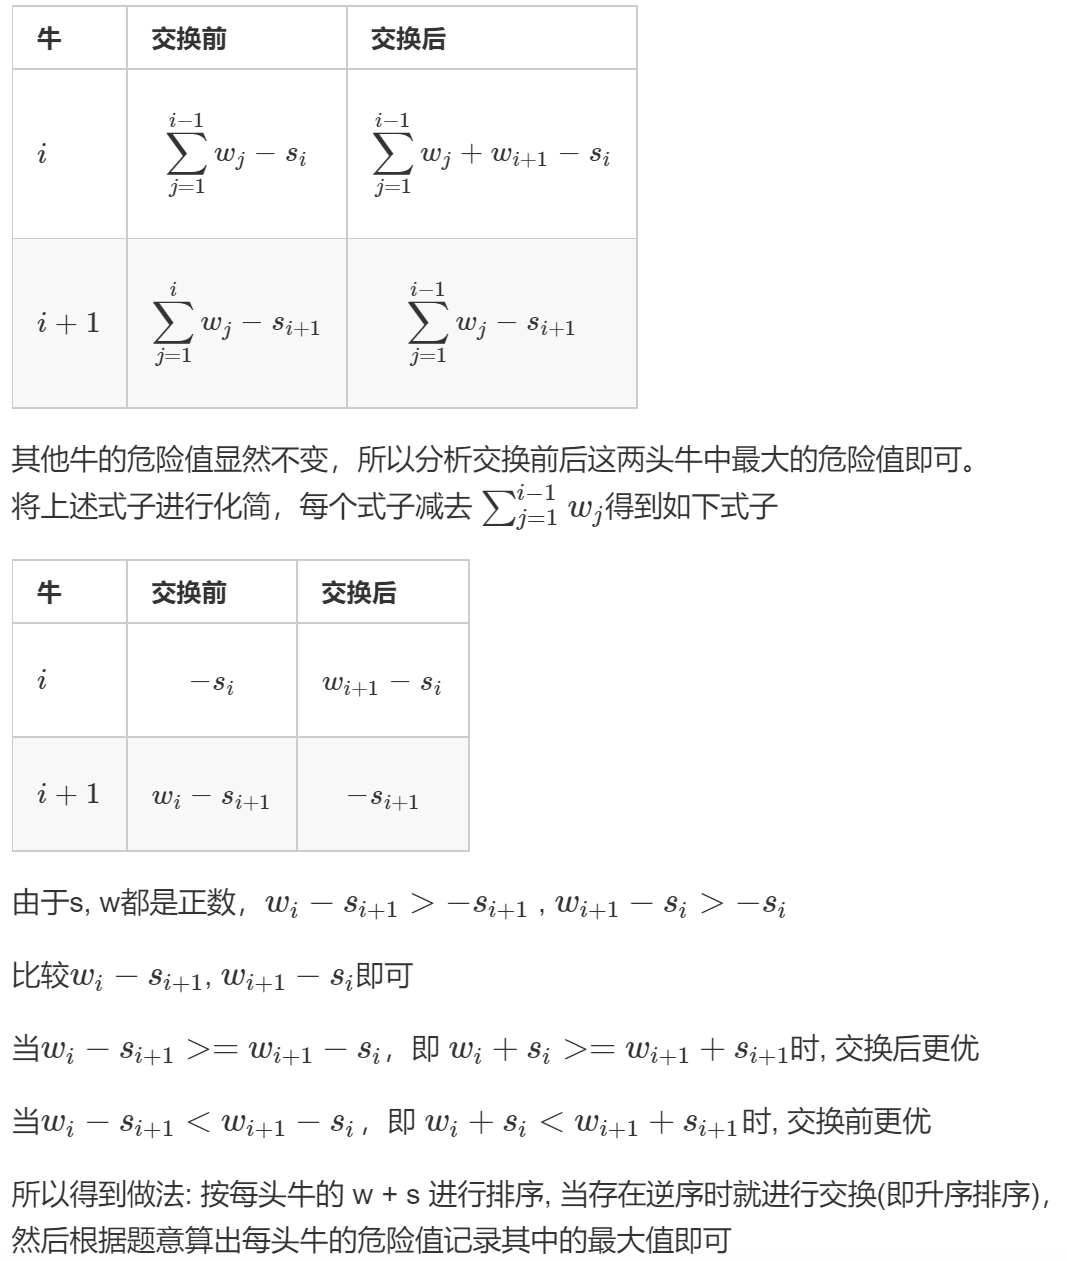 牛 交换前 交换后
i $\sum_{j=1}^{i-1} w_j - s_i$ $\sum_{j=1}^{i-1} w_j + w_{i+1} - s_i$
i + 1 $\sum_{j=1}^{i} w_j - s_{i+1}$ $\sum_{j=1}^{i-1} w_j - s_{i+1}$
其他牛的危险值显然不变，所以分析交换前后这两头牛中最大的危险值即可。
将上述式子进行化简，每个式子减去 $\sum_{j=1}^{i-1} w_j$得到如下式子
牛 交换前 交换后
i $-s_i$ $w_{i+1} - s_i$
i + 1 $w_i - s_{i+1}$ $-s_{i+1}$
由于s, w都是正数，$w_i - s_{i+1} > -s_{i+1}$ , $w_{i+1} - s_i > -s_i$
比较$w_i - s_{i+1}$, $w_{i+1} - s_i$即可
当$w_i - s_{i+1} >= w_{i+1} - s_i$，即 $w_i + s_i >= w_{i+1} + s_{i+1}$时, 交换后更优
当$w_i - s_{i+1} < w_{i+1} - s_i$，即 $w_i + s_i < w_{i+1} + s_{i+1}$时, 交换前更优
所以得到做法: 按每头牛的 w + s 进行排序, 当存在逆序时就进行交换(即升序排序)，
然后根据题意算出每头牛的危险值记录其中的最大值即可